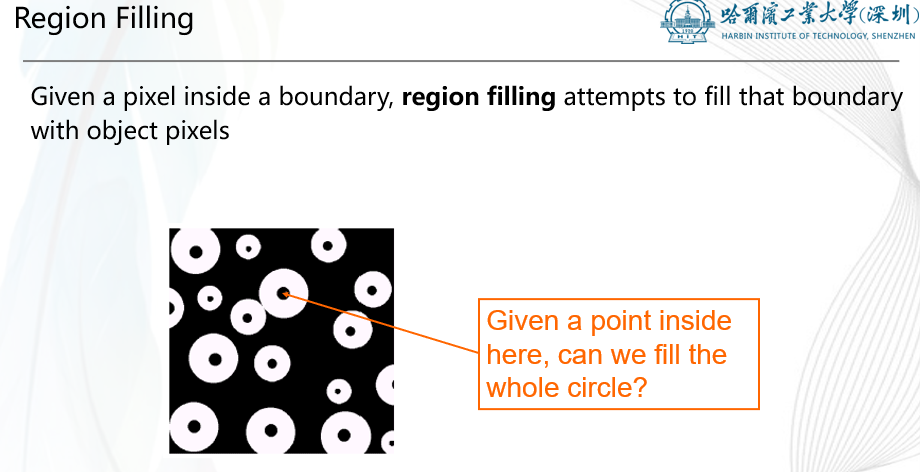 Region Filling
哈爾濱工業大學(深圳)
HARBIN INSTITUTE OF TECHNOLOGY, SHENZHEN
HIT
Given a pixel inside a boundary, region filling attempts to fill that boundary
with object pixels
Given a point inside
here, can we fill the
whole circle?